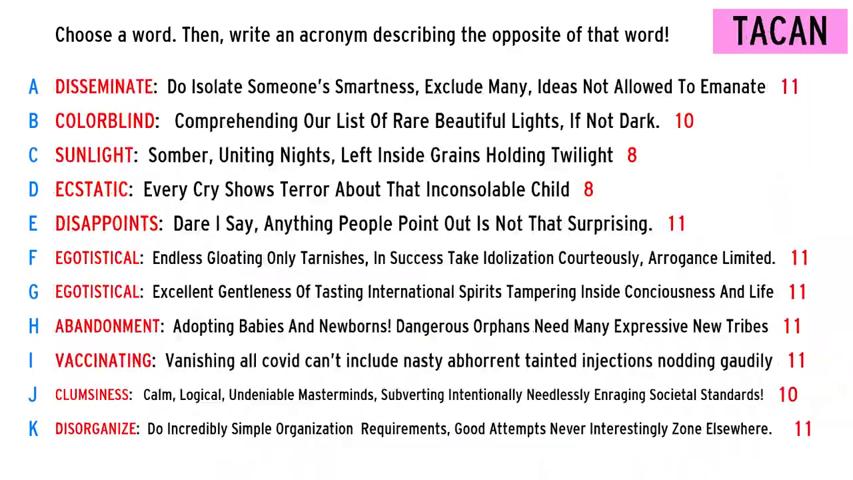 Choose a word. Then, write an acronym describing the opposite of that word!
TACAN
A DISSEMINATE: Do Isolate Someone's Smartness, Exclude Many, Ideas Not Allowed To Emanate 11
B COLORBLIND: Comprehending Our List Of Rare Beautiful Lights, If Not Dark. 10
C SUNLIGHT: Somber, Uniting Nights, Left Inside Grains Holding Twilight 8
D ECSTATIC: Every Cry Shows Terror About That Inconsolable Child 8
E DISAPPOINTS: Dare I Say, Anything People Point Out Is Not That Surprising. 11
F EGOTISTICAL: Endless Gloating Only Tarnishes, In Success Take Idolization Courteously, Arrogance Limited. 11
G EGOTISTICAL: Excellent Gentleness Of Tasting International Spirits Tampering Inside Conciousness And Life 11
H ABANDONMENT: Adopting Babies And Newborns! Dangerous Orphans Need Many Expressive New Tribes 11
I VACCINATING: Vanishing all covid can't include nasty abhorrent tainted injections nodding gaudily 11
J CLUMSINESS: Calm, Logical, Undeniable Masterminds, Subverting Intentionally Needlessly Enraging Societal Standards! 10
K DISORGANIZE: Do Incredibly Simple Organization Requirements, Good Attempts Never Interestingly Zone Elsewhere. 11